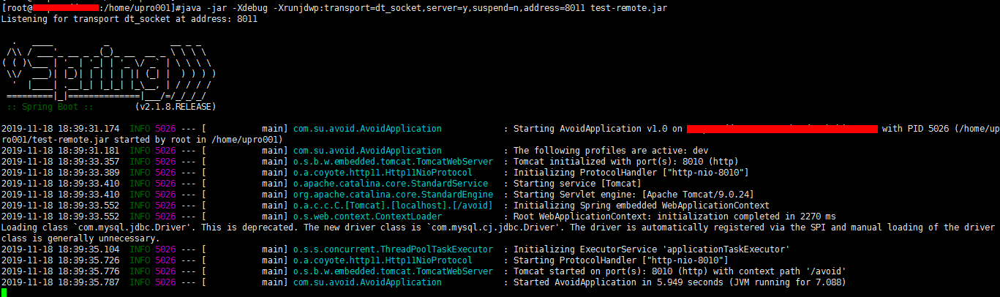 [root@ :/home/upro001]#java -jar -Xdebug -Xrunjdwp:transport=dt_socket,server=y,suspend=n,address=8011 test-remote.jar
Listening for transport dt_socket at address: 8011
  .   ____          _            __ _ _
 /\\ / ___'_ __ _ _(_)_ __  __ _ \ \ \ \
( ( )\___ | '_ | '_| | '_ \/ _` | \ \ \ \
 \\/  ___)| |_)| | | | | || (_| |  ) ) ) )
  '  |____| .__|_| |_|_| |_\__, | / / / /
 =========|_|==============|___/=/_/_/_/
 :: Spring Boot ::        (v2.1.8.RELEASE)
2019-11-18 18:39:31.174  INFO 5026 --- [           main] com.su.avoid.AvoidApplication            : Starting AvoidApplication v1.0 on  with PID 5026 (/home/up
ro001/test-remote.jar started by root in /home/upro001)
2019-11-18 18:39:31.181  INFO 5026 --- [           main] com.su.avoid.AvoidApplication            : The following profiles are active: dev
2019-11-18 18:39:33.357  INFO 5026 --- [           main] o.s.b.w.embedded.tomcat.TomcatWebServer  : Tomcat initialized with port(s): 8010 (http)
2019-11-18 18:39:33.389  INFO 5026 --- [           main] o.a.coyote.http11.Http11NioProtocol      : Initializing ProtocolHandler ["http-nio-8010"]
2019-11-18 18:39:33.410  INFO 5026 --- [           main] o.apache.catalina.core.StandardService   : Starting service [Tomcat]
2019-11-18 18:39:33.410  INFO 5026 --- [           main] org.apache.catalina.core.StandardEngine  : Starting Servlet engine: [Apache Tomcat/9.0.24]
2019-11-18 18:39:33.552  INFO 5026 --- [           main] o.a.c.c.C.[Tomcat].[localhost].[/avoid]  : Initializing Spring embedded WebApplicationContext
2019-11-18 18:39:33.552  INFO 5026 --- [           main] o.s.web.context.ContextLoader            : Root WebApplicationContext: initialization completed in 2270 ms
Loading class `com.mysql.jdbc.Driver'. This is deprecated. The new driver class is `com.mysql.cj.jdbc.Driver'. The driver is automatically registered via the SPI and manual loading of the driver
class is generally unnecessary.
2019-11-18 18:39:35.104  INFO 5026 --- [           main] o.s.s.concurrent.ThreadPoolTaskExecutor  : Initializing ExecutorService 'applicationTaskExecutor'
2019-11-18 18:39:35.726  INFO 5026 --- [           main] o.a.coyote.http11.Http11NioProtocol      : Starting ProtocolHandler ["http-nio-8010"]
2019-11-18 18:39:35.776  INFO 5026 --- [           main] o.s.b.w.embedded.tomcat.TomcatWebServer  : Tomcat started on port(s): 8010 (http) with context path '/avoid'
2019-11-18 18:39:35.787  INFO 5026 --- [           main] com.su.avoid.AvoidApplication            : Started AvoidApplication in 5.949 seconds (JVM running for 7.088)